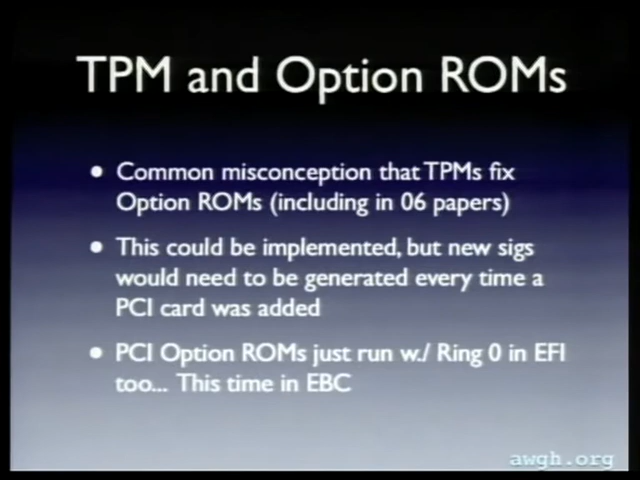 TPM and Option ROMs
• Common misconception that TPMs fix
Option ROMs (including in 06 papers)
• This could be implemented, but new sigs
would need to be generated every time a
PCI card was added
• PCI Option ROMs just run w./ Ring 0 in EFI
too... This time in EBC
awgh.org